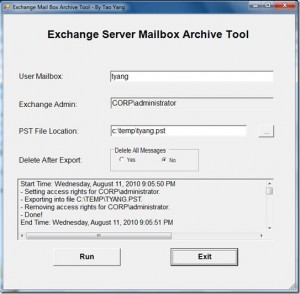 Exchange Mail Box Archive Tool - By Tao Yang
Exchange Server Mailbox Archive Tool
User Mailbox: tyang
Exchange Admin: CORP\administrator
PST File Location: c:\temp\tyang.pst ...
Delete All Messages
Delete After Export: Yes No
Start Time: Wednesday, August 11, 2010 9:05:50 PM
- Setting access rights for CORP\administrator.
- Exporting into file C:\TEMP\TYANG.PST.
- Removing access rights for CORP\administrator.
- Done!
End Time: Wednesday, August 11, 2010 9:05:51 PM
Run Exit